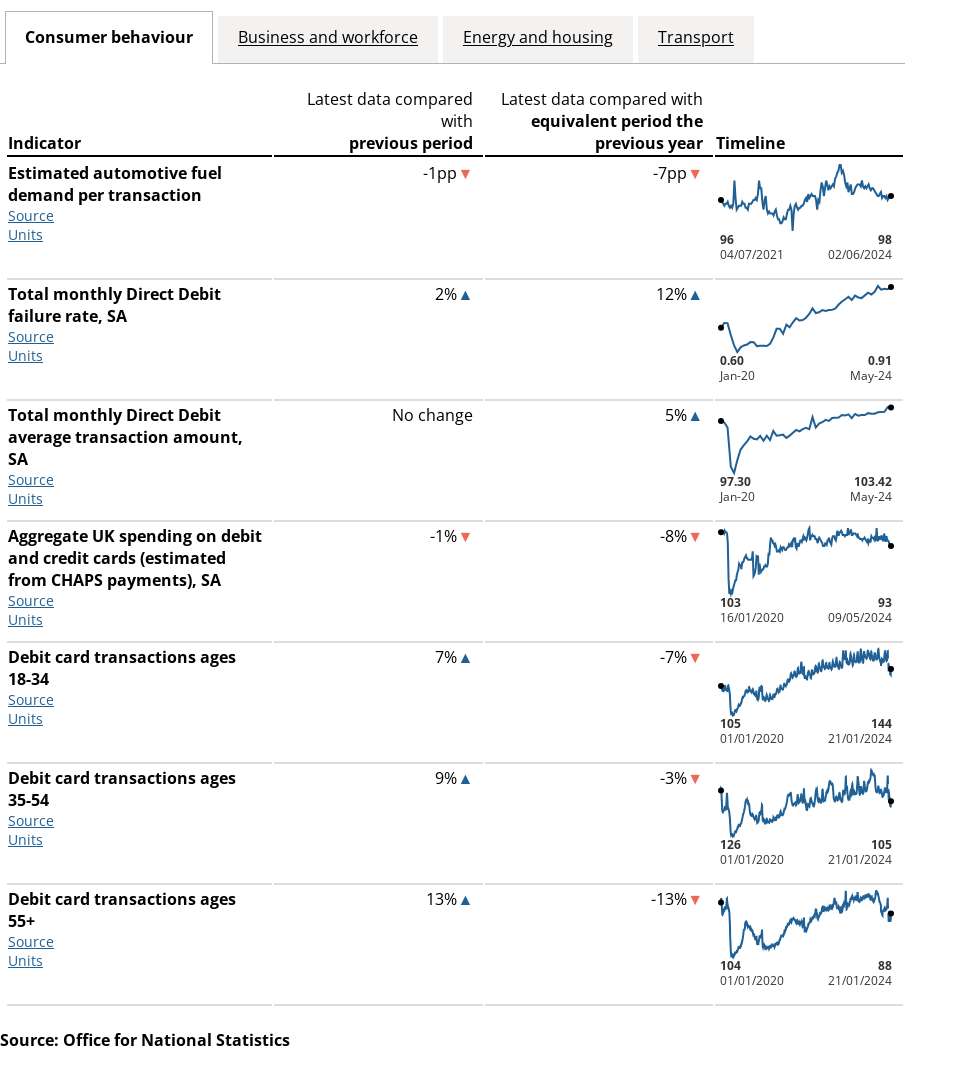 Consumer behaviour Business and workforce Energy and housing Transport
Latest data compared Latest data compared with
with equivalent period the
Indicator previous period previous year Timeline
Estimated automotive fuel -1pp ▼ -7pp ▼
demand per transaction
Source
Units
96 98
04/07/2021 02/06/2024
Total monthly Direct Debit 2% ▲ 12% ▲
failure rate, SA
Source
Units
0.60 0.91
Jan-20 May-24
Total monthly Direct Debit No change 5% ▲
average transaction amount,
SA
Source
Units
97.30 103.42
Jan-20 May-24
Aggregate UK spending on debit -1% ▼ -8% ▼
and credit cards (estimated
from CHAPS payments), SA
Source
Units
103 93
16/01/2020 09/05/2024
Debit card transactions ages 7% ▲ -7% ▼
18-34
Source
Units
105 144
01/01/2020 21/01/2024
Debit card transactions ages 9% ▲ -3% ▼
35-54
Source
Units
126 105
01/01/2020 21/01/2024
Debit card transactions ages 13% ▲ -13% ▼
55+
Source
Units
104 88
01/01/2020 21/01/2024
Source: Office for National Statistics